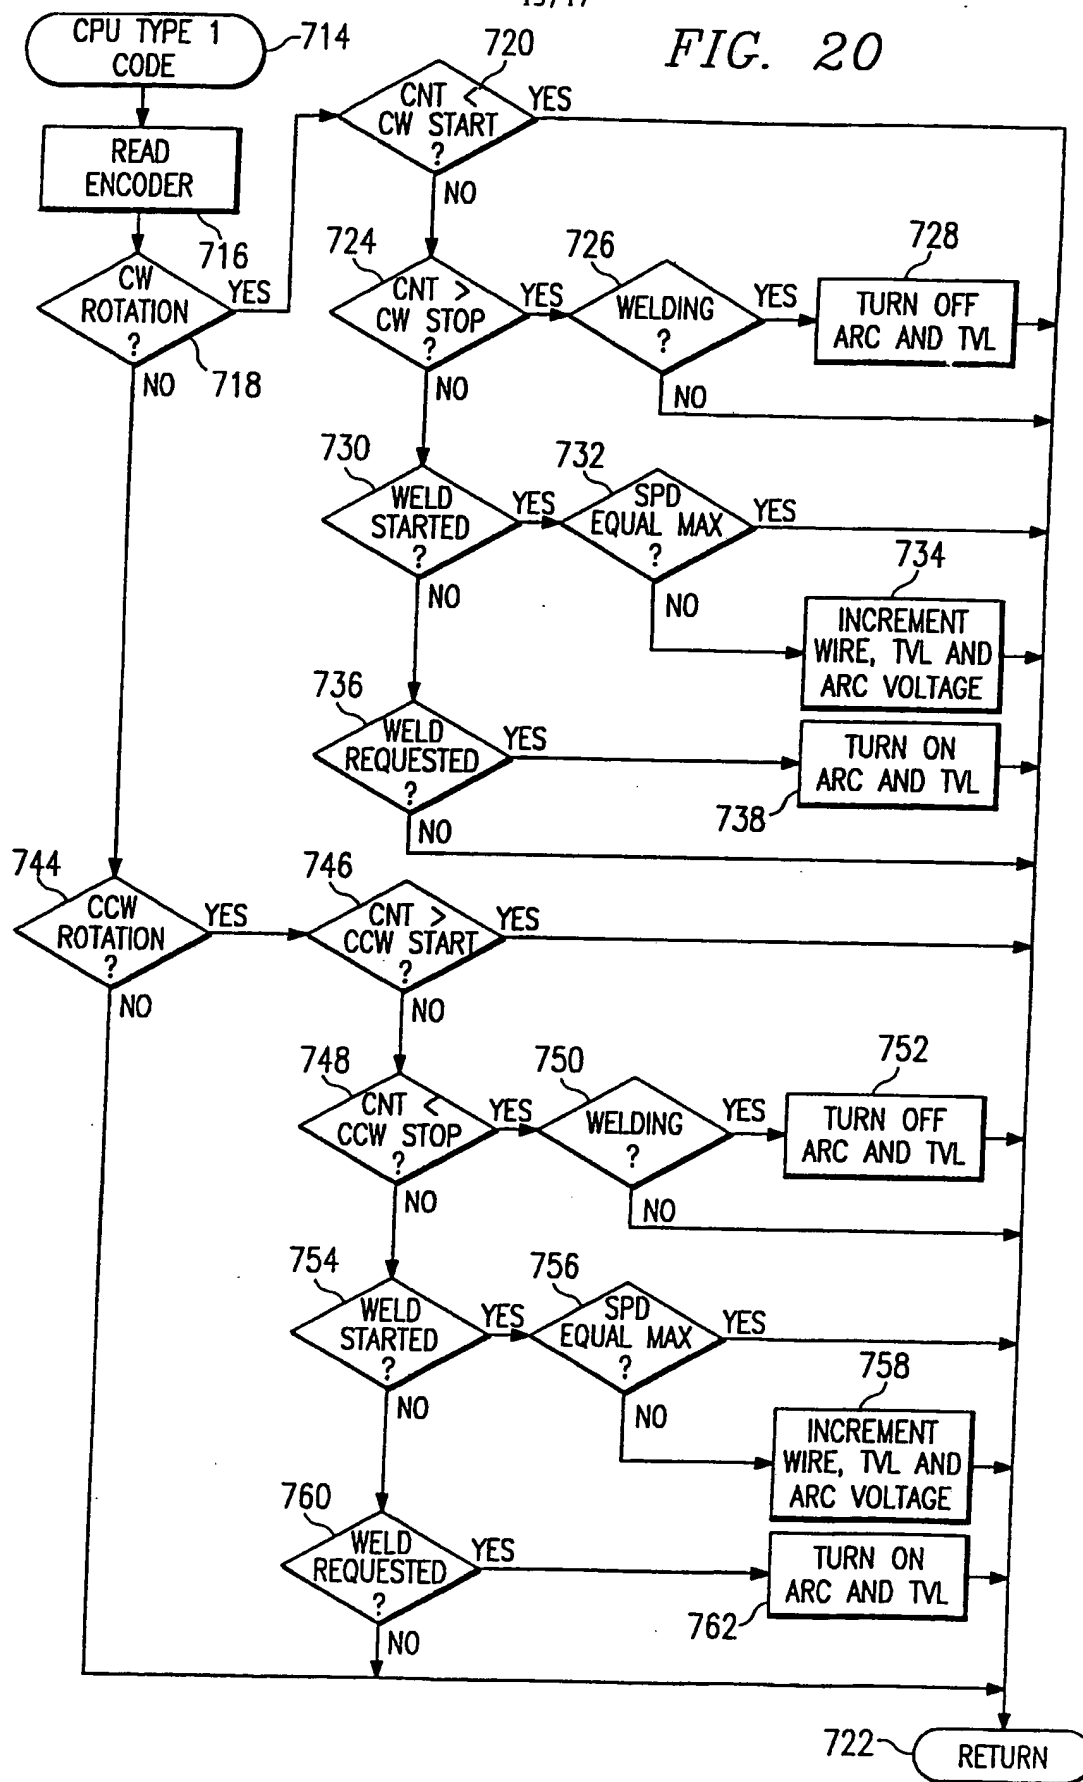 FIG. 20
CPU TYPE 1
CODE
714
READ
ENCODER
716
CW
ROTATION
?
YES
NO
718
720
CNT <
CW START
?
YES
NO
724
CNT >
CW STOP
?
YES
NO
726
WELDING
?
YES
NO
728
TURN OFF
ARC AND TVL
730
WELD
STARTED
?
YES
NO
732
SPD
EQUAL MAX
?
YES
NO
734
INCREMENT
WIRE, TVL AND
ARC VOLTAGE
736
WELD
REQUESTED
?
YES
NO
TURN ON
ARC AND TVL
738
744
CCW
ROTATION
?
YES
NO
746
CNT >
CCW START
?
YES
NO
748
CNT <
CCW STOP
?
YES
NO
750
WELDING
?
YES
NO
752
TURN OFF
ARC AND TVL
754
WELD
STARTED
?
YES
NO
756
SPD
EQUAL MAX
?
YES
NO
758
INCREMENT
WIRE, TVL AND
ARC VOLTAGE
760
WELD
REQUESTED
?
YES
NO
TURN ON
ARC AND TVL
762
722
RETURN